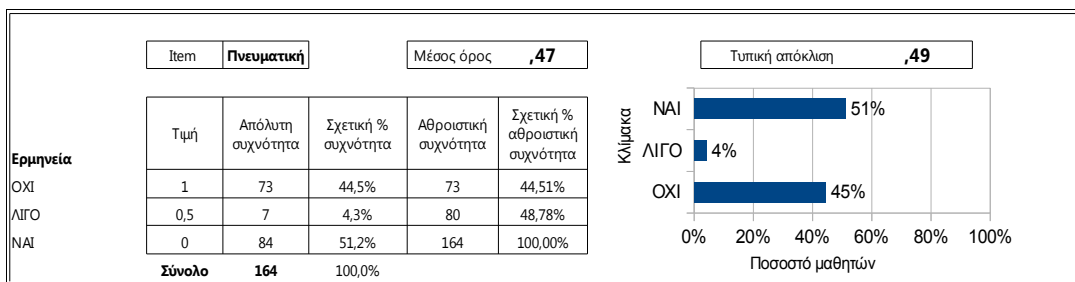 Item Πνευματική Μέσος όρος ,47 Τυπική απόκλιση ,49
Ερμηνεία Τιμή Απόλυτη συχνότητα Σχετική % συχνότητα Αθροιστική συχνότητα Σχετική % αθροιστική συχνότητα
ΟΧΙ 1 73 44,5% 73 44,51%
ΛΙΓΟ 0,5 7 4,3% 80 48,78%
ΝΑΙ 0 84 51,2% 164 100,00%
Σύνολο 164 100,0%
Κλίμακα
ΝΑΙ 51%
ΛΙΓΟ 4%
ΟΧΙ 45%
0% 20% 40% 60% 80% 100%
Ποσοστό μαθητών